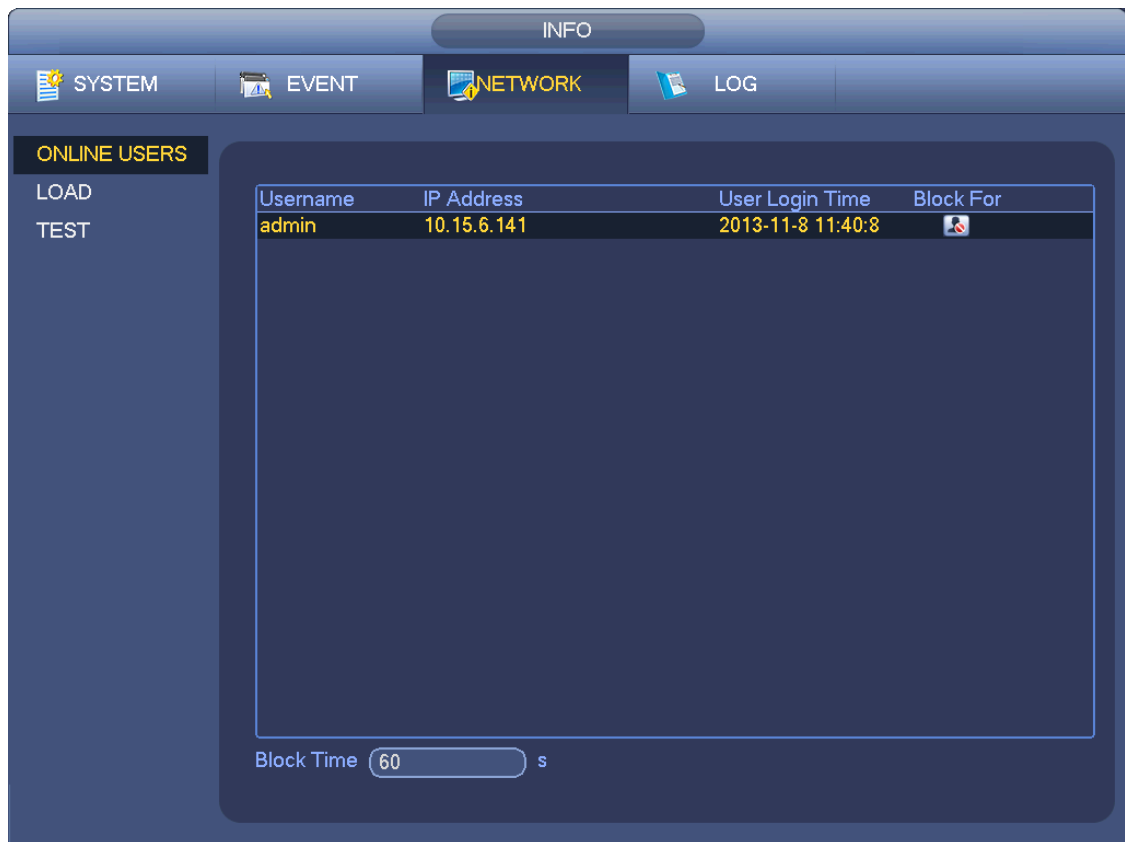 INFO
SYSTEM EVENT NETWORK LOG
ONLINE USERS
LOAD
TEST
Username IP Address User Login Time Block For
admin 10.15.6.141 2013-11-8 11:40:8
Block Time 60 s